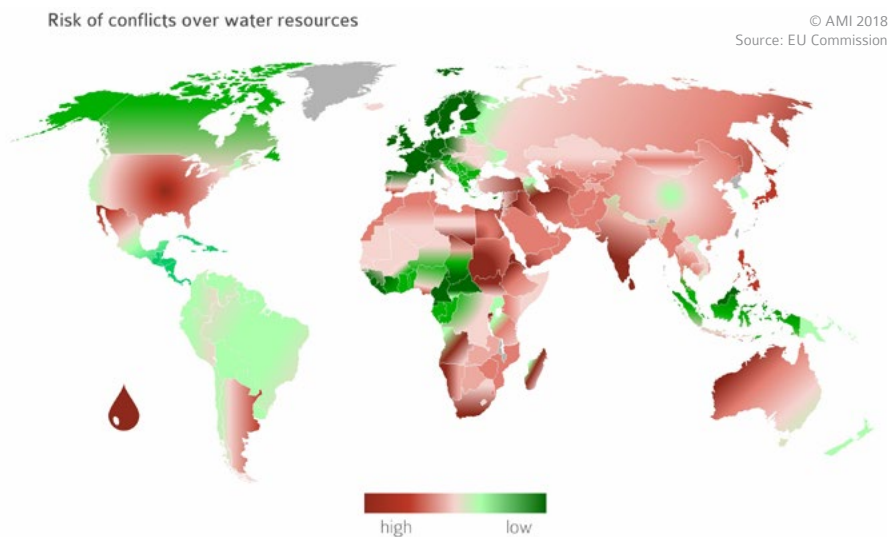 Risk of conflicts over water resources
© AMI 2018
Source: EU Commission
high low